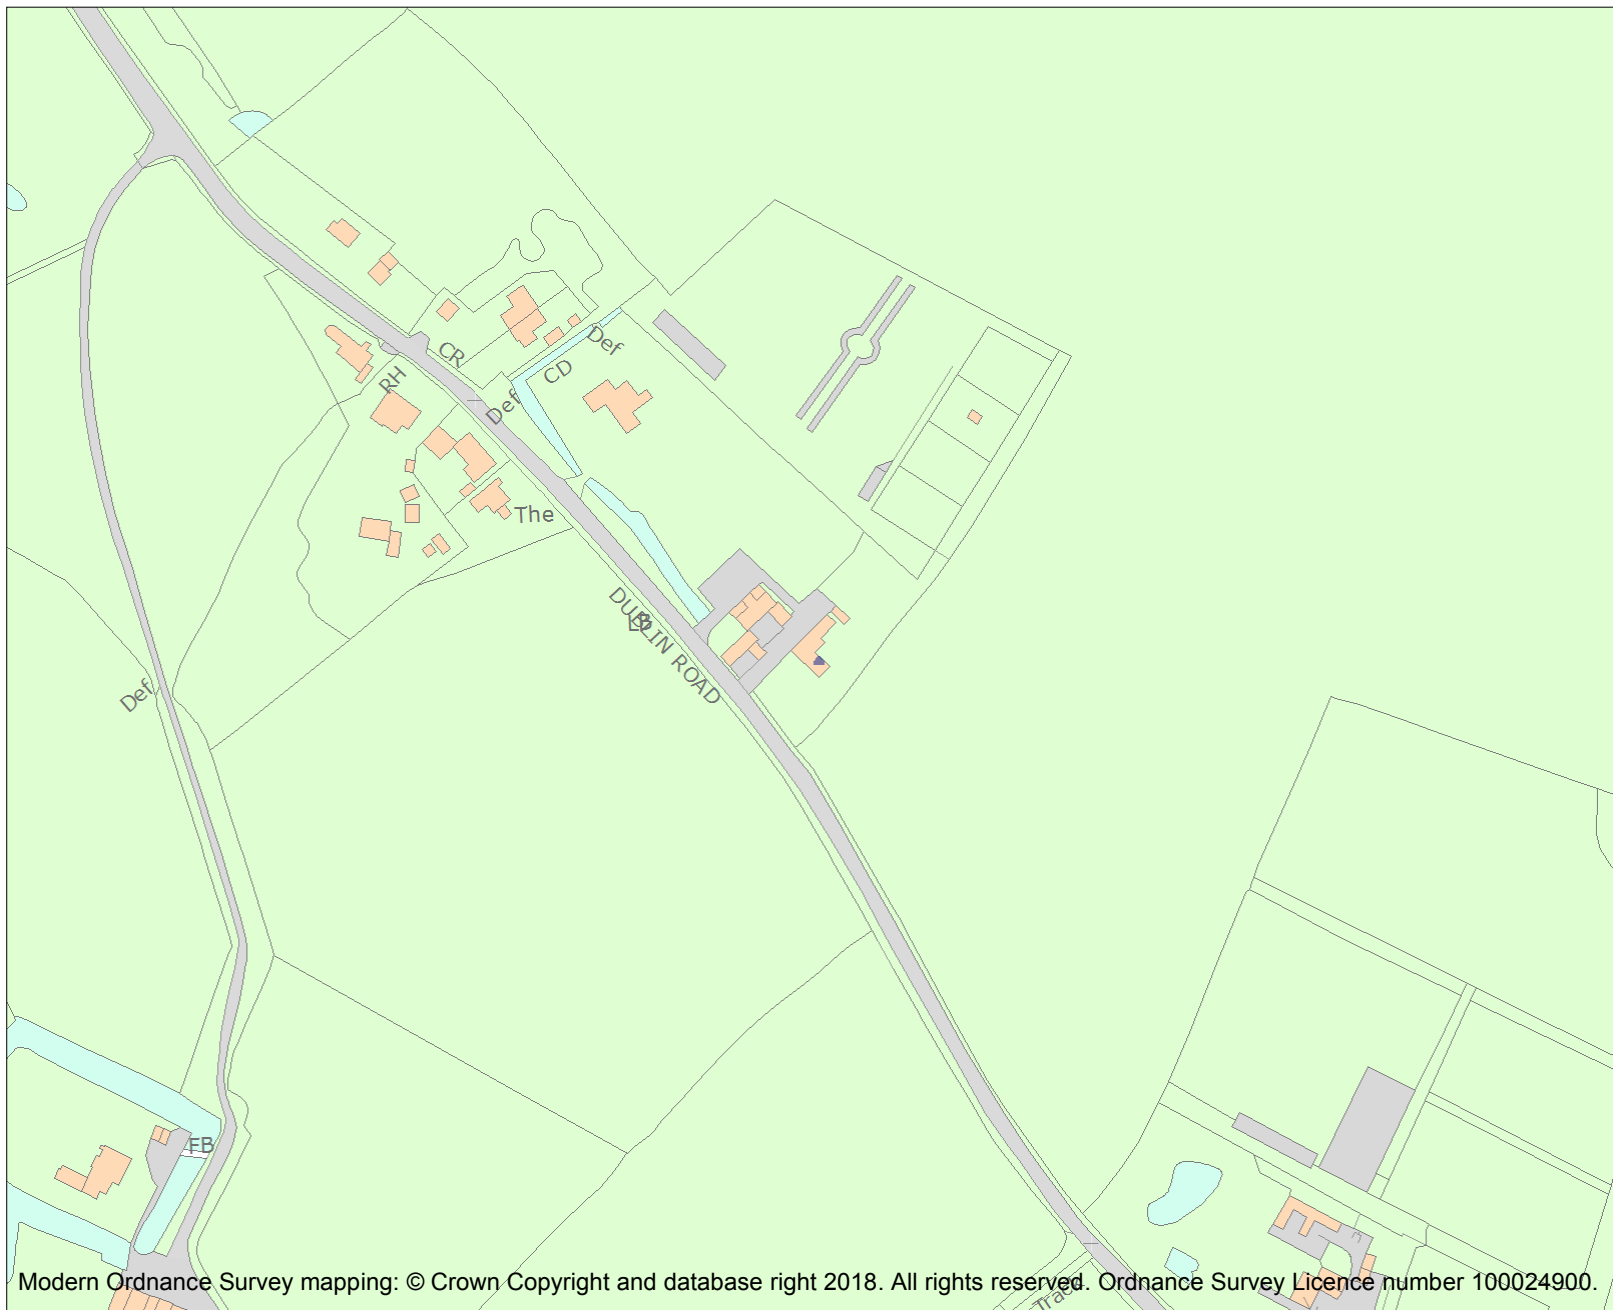 CR
Def
CD
RH
Def
The
DUBLIN ROAD
LB
Def
FB
Modern Ordnance Survey mapping: © Crown Copyright and database right 2018. All rights reserved. Ordnance Survey Licence number 100024900.
Track